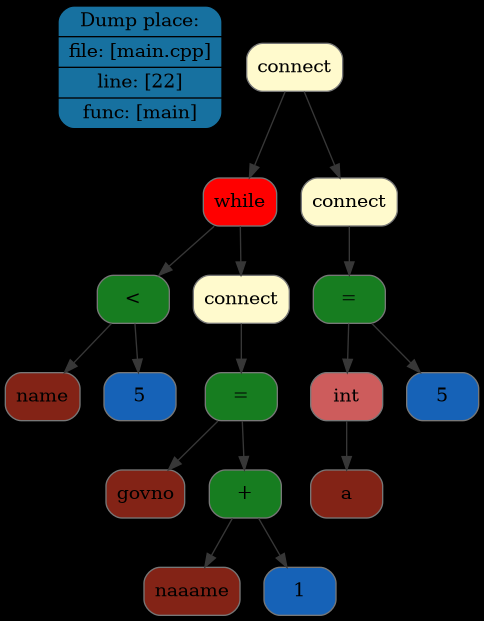 Dump place:
file: [main.cpp]
line: [22]
func: [main]
connect
while
connect
<
connect
=
name
5
=
int
5
govno
+
a
naaame
1